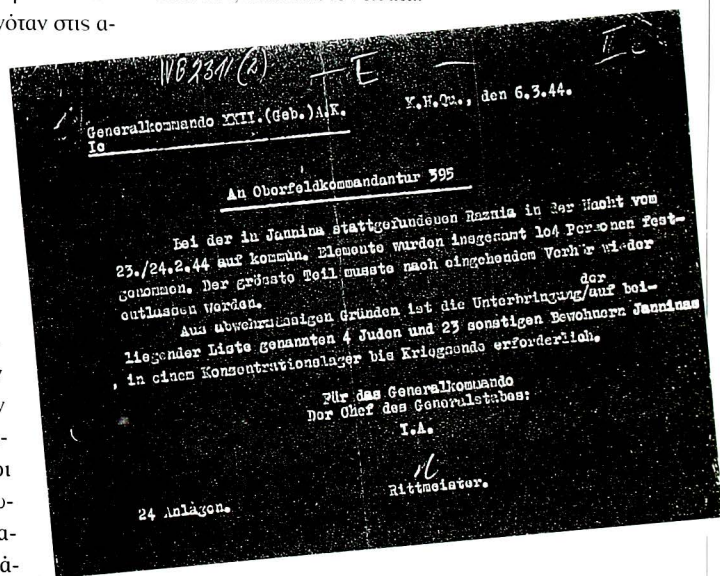 νόταν στις α-
WB 2311 (2) — E —
Generalkommando XXII.(Geb.)A.K.
Ic
K.H.Qu., den 6.3.44.
An Oberfeldkommandantur 395
Bei der in Jannina stattgefundenen Razzia in der Nacht vom
23./24.2.44 auf kommun. Elemente wurden insgesamt 104 Personen fest-
genommen. Der grösste Teil musste nach eingehendem Verhör wieder
entlassen werden.
Aus abwehrmässigen Gründen ist die Unterbringung/der auf bei-
liegender Liste genannten 4 Juden und 23 sonstigen Bewohnern Janninas
, in einem Konzentrationslager bis Kriegsende erforderlich.
Für das Generalkommando
Der Chef des Generalstabes:
I.A.
Rittmeister.
24 Anlagen.
ν
-
οι
υ-
α-
ά-